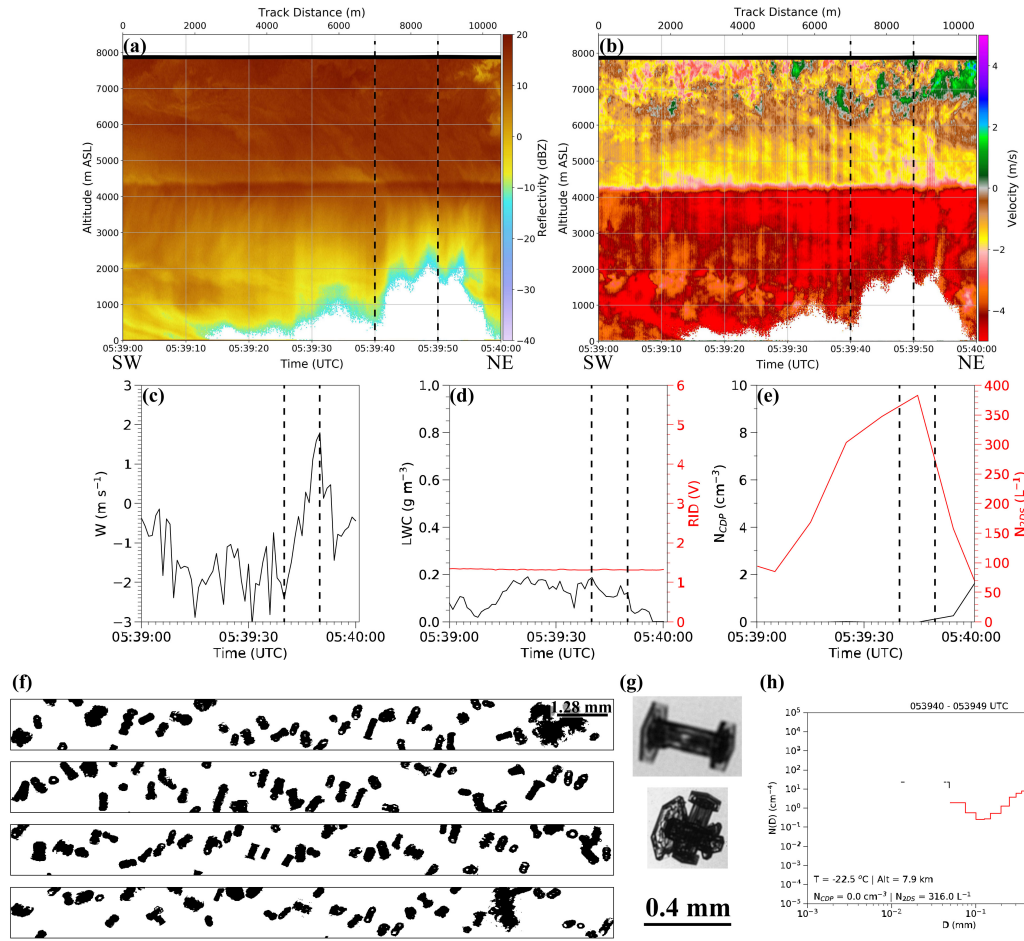 Track Distance (m)
0 2000 4000 6000 8000 10000
(a)
8000
7000
6000
5000
4000
3000
2000
1000
0
Altitude (m ASL)
05:39:00 05:39:10 05:39:20 05:39:30 05:39:40 05:39:50 05:40:00
SW Time (UTC) NE
20
10
0
−10
−20
−30
−40
Reflectivity (dBZ)
Track Distance (m)
0 2000 4000 6000 8000 10000
(b)
8000
7000
6000
5000
4000
3000
2000
1000
0
Altitude (m ASL)
05:39:00 05:39:10 05:39:20 05:39:30 05:39:40 05:39:50 05:40:00
SW Time (UTC) NE
4
2
0
−2
−4
Velocity (m/s)
(c)
3
2
1
0
−1
−2
−3
W (m s⁻¹)
05:39:00 05:39:30 05:40:00
Time (UTC)
(d)
1.0
0.8
0.6
0.4
0.2
0.0
LWC (g m⁻³)
6
5
4
3
2
1
0
RID (V)
05:39:00 05:39:30 05:40:00
Time (UTC)
(e)
10
8
6
4
2
0
N_CDP (cm⁻³)
400
350
300
250
200
150
100
50
0
N_2DS (L⁻¹)
05:39:00 05:39:30 05:40:00
Time (UTC)
(f)
1.28 mm
(g)
0.4 mm
(h)
053940 - 053949 UTC
10⁵
10⁴
10³
10²
10¹
10⁰
10⁻¹
10⁻²
10⁻³
10⁻⁴
10⁻⁵
N(D) (cm⁻⁴)
T = -22.5 °C | Alt = 7.9 km
N_CDP = 0.0 cm⁻³ | N_2DS = 316.0 L⁻¹
10⁻³ 10⁻² 10⁻¹
D (mm)